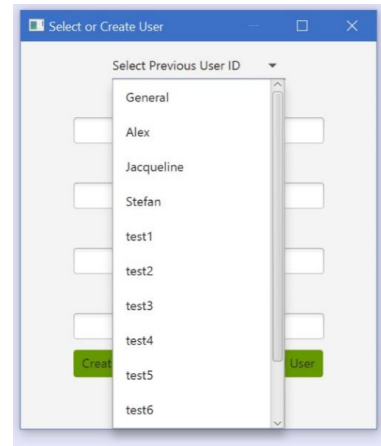 Select or Create User
Select Previous User ID
General
Alex
Jacqueline
Stefan
test1
test2
test3
test4
test5
test6
Creat User